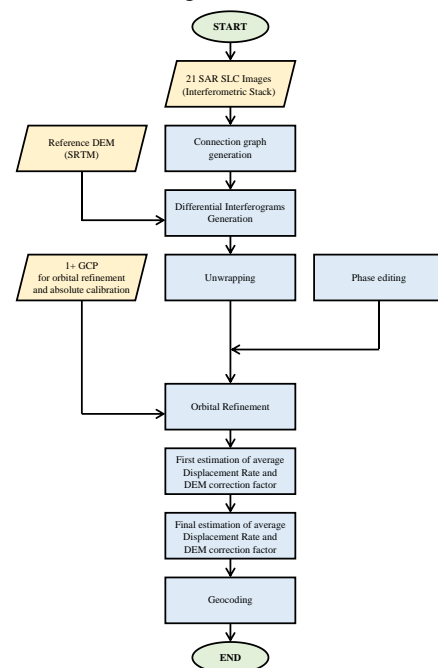 START
21 SAR SLC Images
(Interferometric Stack)
Connection graph
generation
Reference DEM
(SRTM)
Differential Interferograms
Generation
1+ GCP
for orbital refinement
and absolute calibration
Unwrapping
Phase editing
Orbital Refinement
First estimation of average
Displacement Rate and
DEM correction factor
Final estimation of average
Displacement Rate and
DEM correction factor
Geocoding
END